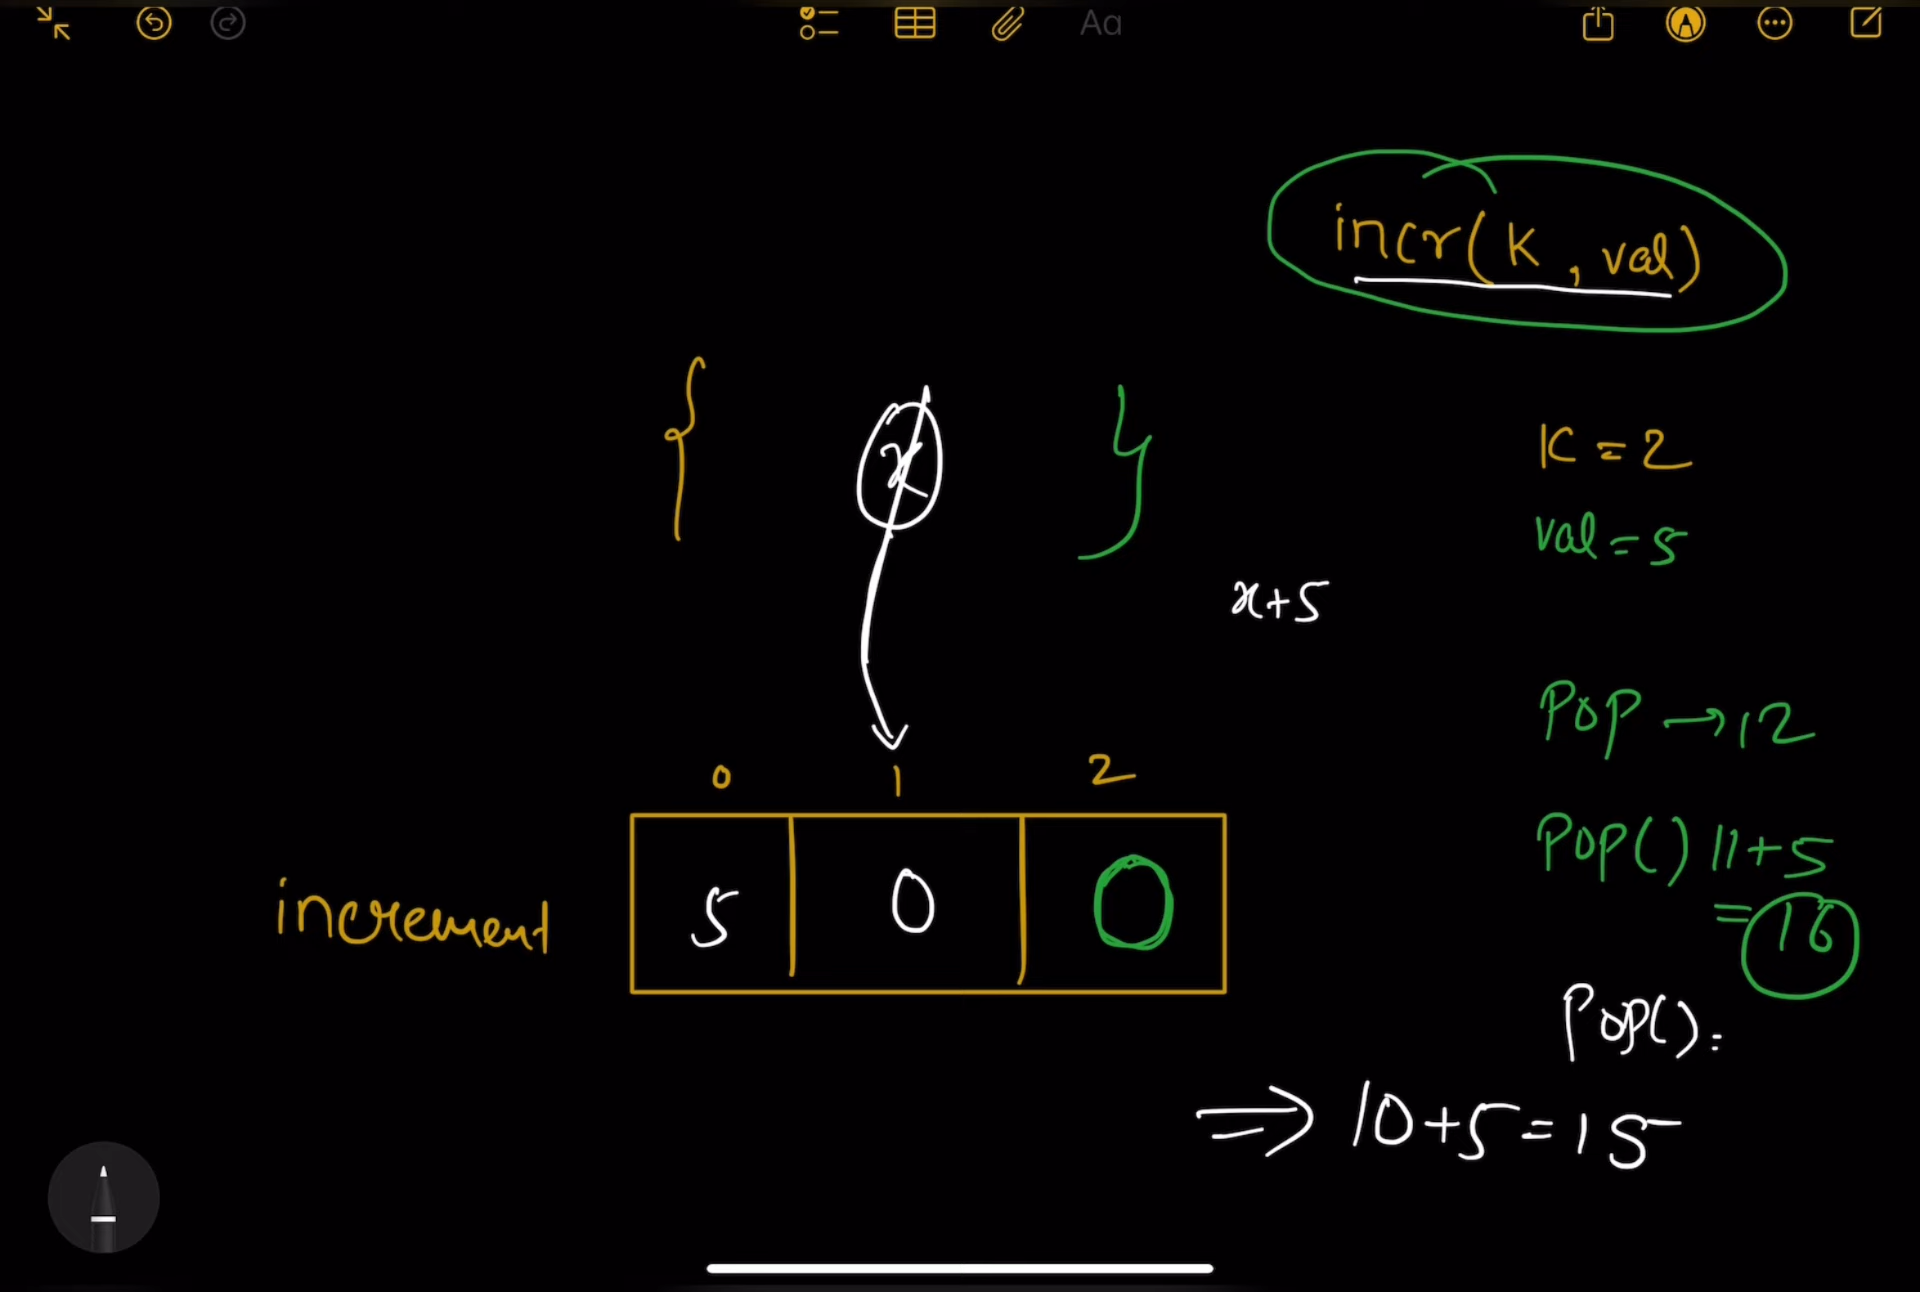 Aa
incr(K, val)
{ x }
K = 2
val = 5
x+5
POP → 12
0 1 2
POP() 11+5
increment 5 0 0
= 16
POP() =
⇒ 10+5 = 15